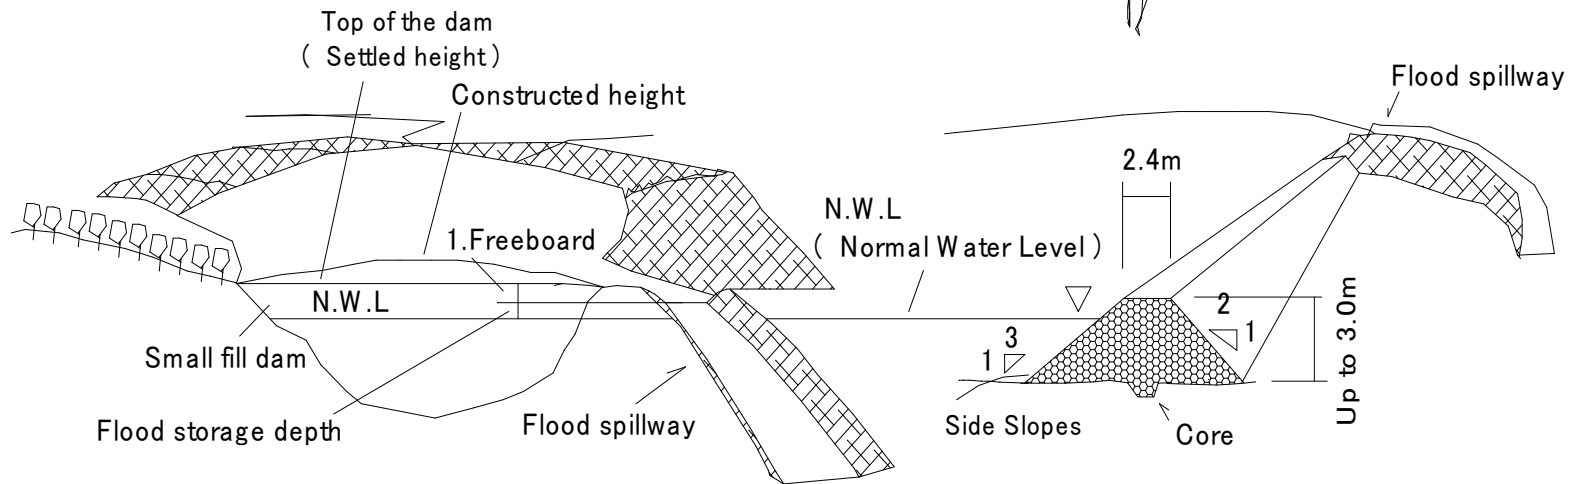 Top of the dam
( Settled height )
Constructed height
1.Freeboard
N.W.L
Small fill dam
Flood storage depth
Flood spillway
N.W.L
( Normal Water Level )
2.4m
Flood spillway
2
1
3
1
Up to 3.0m
Side Slopes
Core